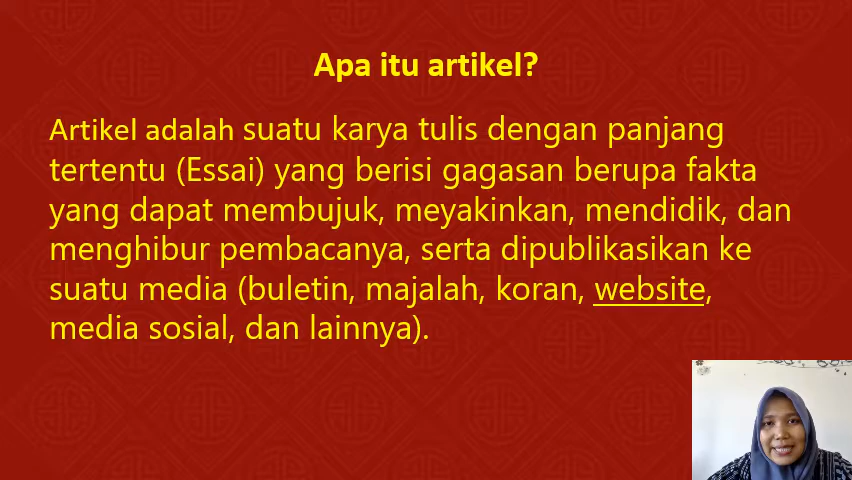 Apa itu artikel?
Artikel adalah suatu karya tulis dengan panjang
tertentu (Essai) yang berisi gagasan berupa fakta
yang dapat membujuk, meyakinkan, mendidik, dan
menghibur pembacanya, serta dipublikasikan ke
suatu media (buletin, majalah, koran, website,
media sosial, dan lainnya).